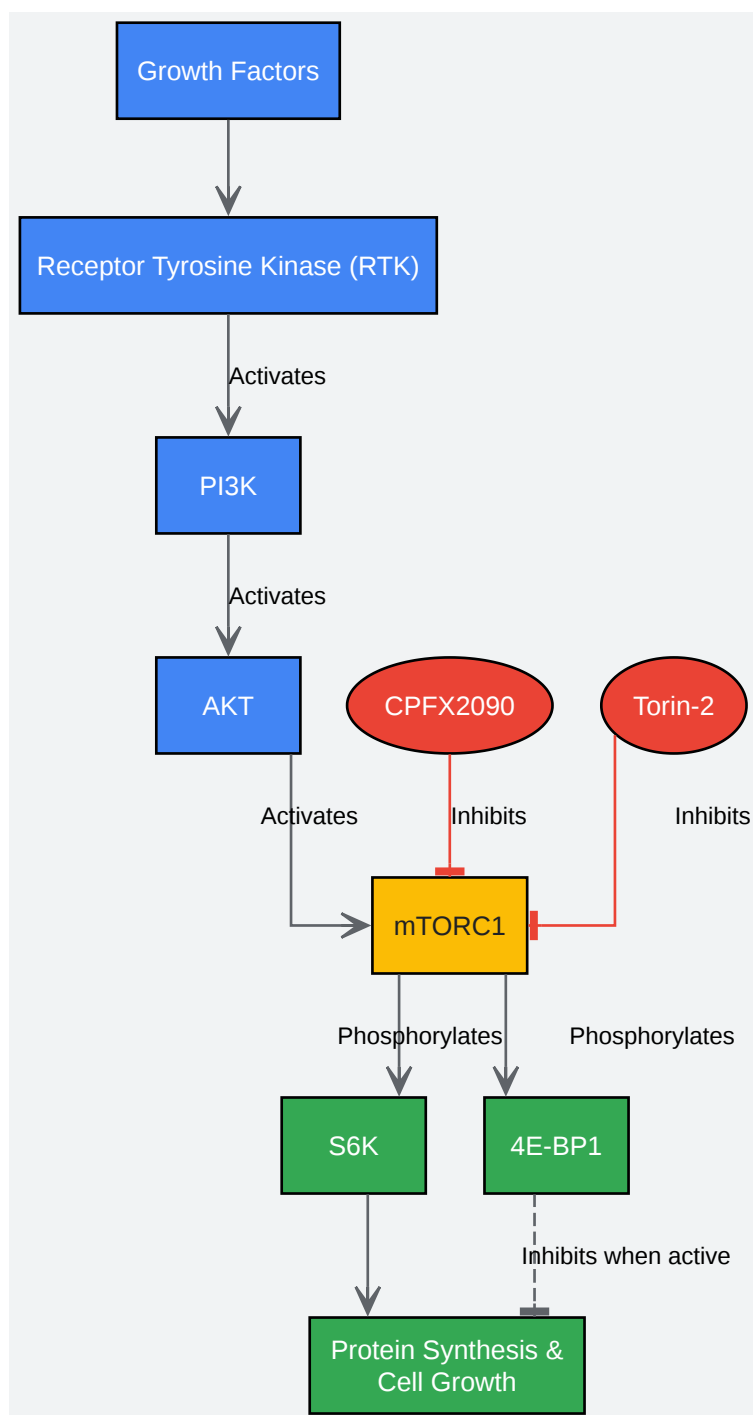 Growth Factors
Receptor Tyrosine Kinase (RTK)
Activates
PI3K
Activates
AKT
CPFX2090
Torin-2
Activates
Inhibits
Inhibits
mTORC1
Phosphorylates
Phosphorylates
S6K
4E-BP1
Inhibits when active
Protein Synthesis &
Cell Growth